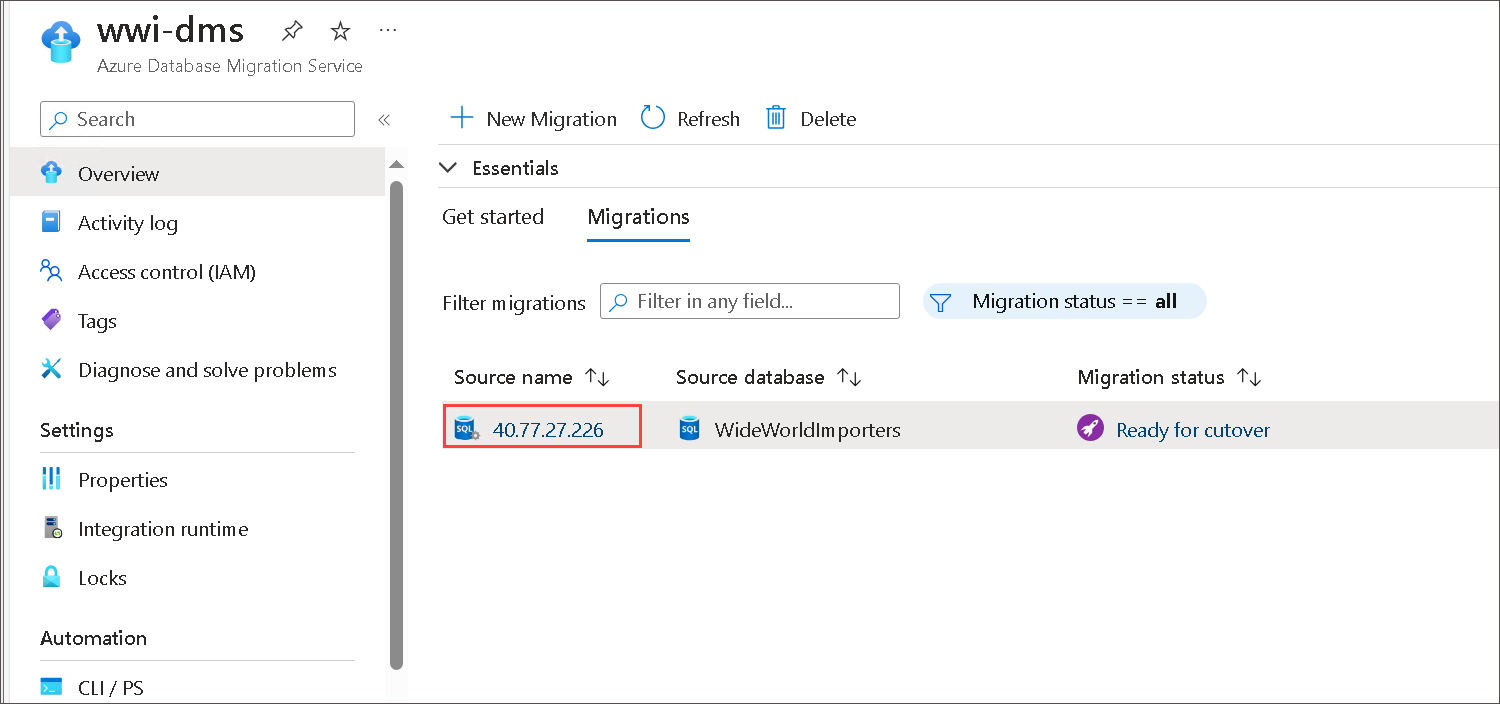 wwi-dms
Azure Database Migration Service
Search
«
Overview
Activity log
Access control (IAM)
Tags
Diagnose and solve problems
Settings
Properties
Integration runtime
Locks
Automation
CLI / PS
New Migration Refresh Delete
Essentials
Get started Migrations
Filter migrations Filter in any field... Migration status == all
Source name ↑↓ Source database ↑↓ Migration status ↑↓
SQL 40.77.27.226 SQL WideWorldImporters Ready for cutover